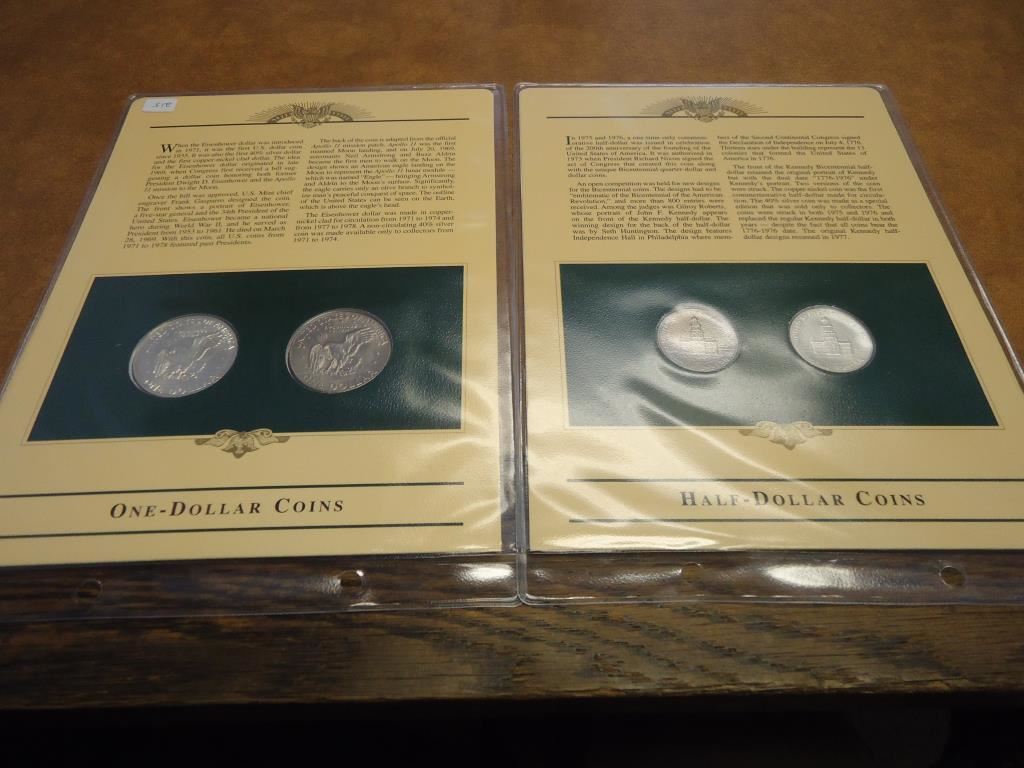 When the Eisenhower dollar was introduced
in 1971, it was the first U.S. dollar coin
since 1935. It was also the first 40% silver dollar
and the first copper-nickel clad dollar. The idea
for the Eisenhower dollar originated in late
1969, when Congress first received a bill sug-
gesting a dollar coin honoring both former
President Dwight D. Eisenhower and the Apollo
11 mission to the Moon.
Once the bill was approved, U.S. Mint chief
engraver Frank Gasparro designed the coin.
The front shows a portrait of Eisenhower,
a five-star general and the 34th President of the
United States. Eisenhower became a national
hero during World War II, and he served as
President from 1953 to 1961. He died on March
28, 1969. With this coin, all U.S. coins from
1971 to 1978 featured past Presidents.
The back of the coin is adapted from the official
Apollo 11 mission patch. Apollo 11 was the first
manned Moon landing, and on July 20, 1969,
astronauts Neil Armstrong and Buzz Aldrin
became the first men to walk on the Moon. The
coin shows an American eagle landing on the
Moon to represent the Apollo 11 lunar module —
which was named "Eagle" — bringing Armstrong
and Aldrin to the Moon's surface. Significantly,
the eagle carries only an olive branch to symbol-
ize man's peaceful conquest of space. The outline
of the United States can be seen on the Earth,
which is above the eagle's head.
The Eisenhower dollar was made in copper-
nickel clad for circulation from 1971 to 1974 and
from 1977 to 1978. A non-circulating 40% silver
coin was made available only to collectors from
1971 to 1974.
UNITED STATES OF AMERICA
DOLLAR
UNITED STATES OF AMERICA
DOLLAR
ONE-DOLLAR COINS
In 1975 and 1976, a one-time-only commem-
orative half-dollar was issued in celebration
of the 200th anniversary of the founding of the
United States of America. It was authorized in
1973 when President Richard Nixon signed the
act of Congress that created this coin along
with the unique Bicentennial quarter-dollar and
dollar coins.
An open competition was held for new designs
for the Bicentennial coins. The designs had to be
"emblematic of the Bicentennial of the American
Revolution," and more than 800 entries were
received. Among the judges was Gilroy Roberts,
whose portrait of John F. Kennedy appears
on the front of the Kennedy half-dollar. The
winning design for the back of the half-dollar
was by Seth Huntington. The design features
Independence Hall in Philadelphia where mem-
bers of the Second Continental Congress signed
the Declaration of Independence on July 4, 1776.
Thirteen stars under the building represent the 13
colonies that formed the United States of
America in 1776.
The front of the Kennedy Bicentennial half-
dollar retained the original portrait of Kennedy
but with the dual date "1776-1976" under
Kennedy's portrait. Two versions of the coin
were struck. The copper-nickel coin was the first
commemorative half-dollar made for circula-
tion. The 40% silver coin was made as a special
edition that was sold only to collectors. The
coins were struck in both 1975 and 1976 and
replaced the regular Kennedy half-dollar in both
years — despite the fact that all coins bear the
1776-1976 date. The original Kennedy half-
dollar designs resumed in 1977.
HALF-DOLLAR COINS